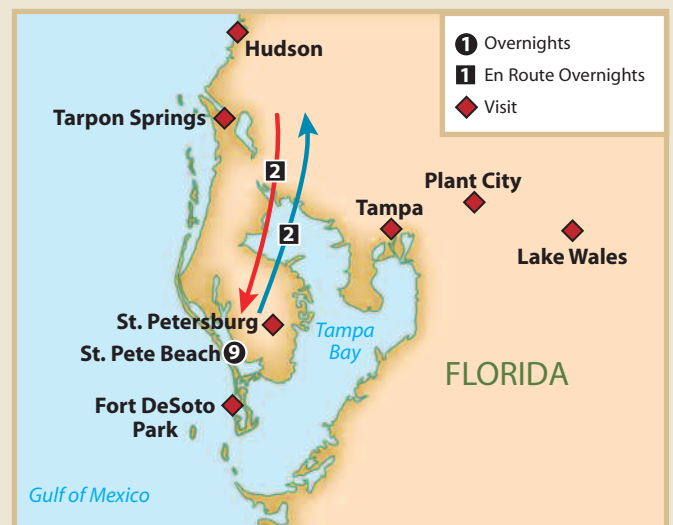 Hudson
1 Overnights
1 En Route Overnights
Visit
Tarpon Springs
2
Plant City
Tampa
2
Lake Wales
St. Petersburg
Tampa
Bay
St. Pete Beach 9
FLORIDA
Fort DeSoto
Park
Gulf of Mexico